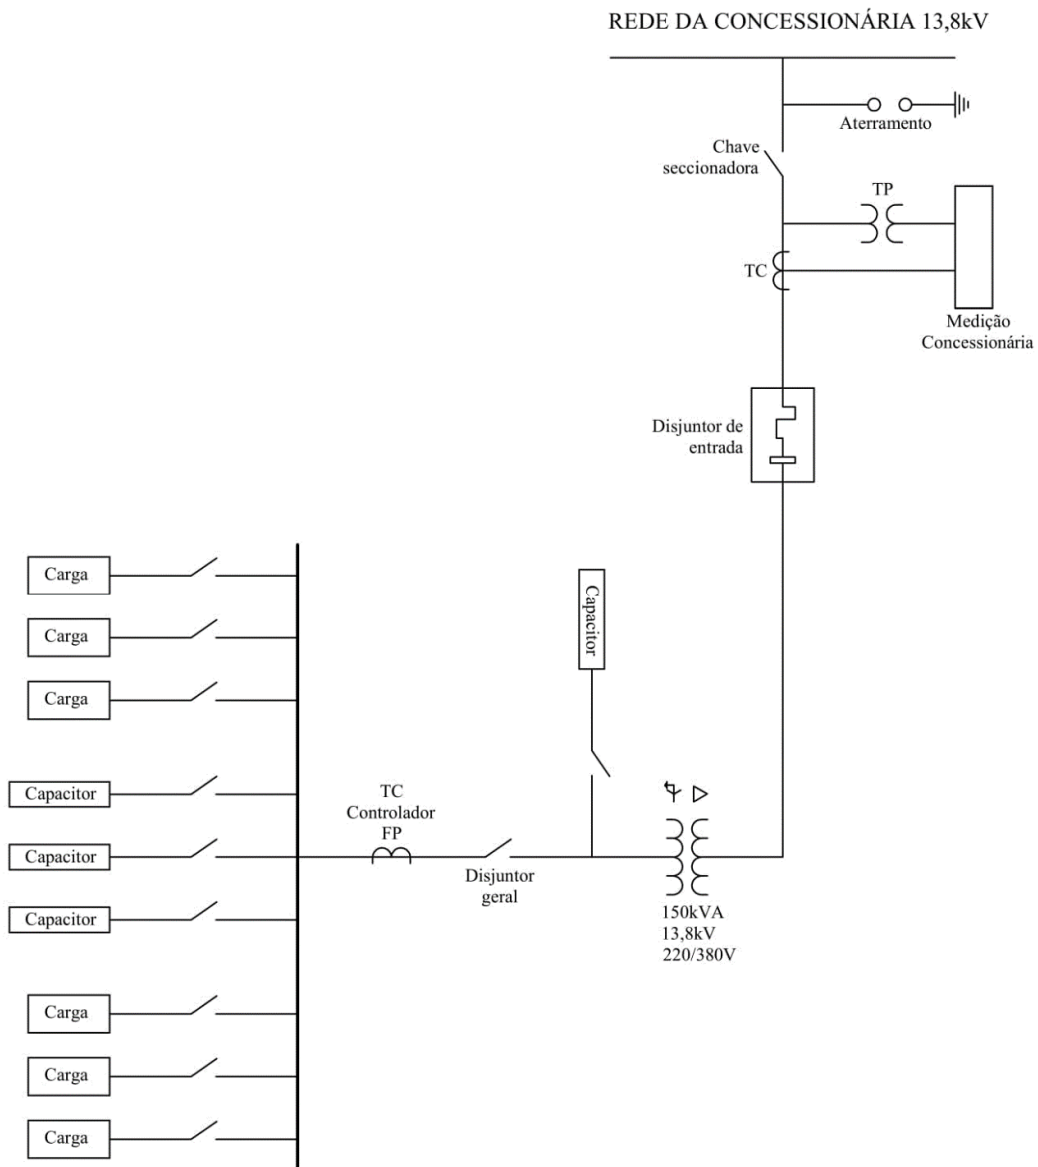 REDE DA CONCESSIONÁRIA 13,8kV
Aterramento
Chave
seccionadora
TP
TC
Medição
Concessionária
Disjuntor de
entrada
Carga
Carga
Carga
Capacitor
Capacitor
Capacitor
Carga
Carga
Carga
TC
Controlador
FP
Disjuntor
geral
Capacitor
150kVA
13,8kV
220/380V